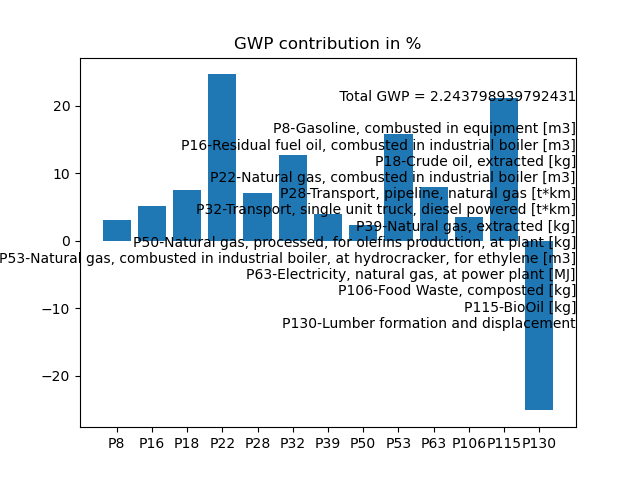 GWP contribution in %
Total GWP = 2.243798939792431
20
P8-Gasoline, combusted in equipment [m3]
P16-Residual fuel oil, combusted in industrial boiler [m3]
P18-Crude oil, extracted [kg]
10
P22-Natural gas, combusted in industrial boiler [m3]
P28-Transport, pipeline, natural gas [t*km]
P32-Transport, single unit truck, diesel powered [t*km]
P39-Natural gas, extracted [kg]
0
P50-Natural gas, processed, for olefins production, at plant [kg]
P53-Natural gas, combusted in industrial boiler, at hydrocracker, for ethylene [m3]
P63-Electricity, natural gas, at power plant [MJ]
P106-Food Waste, composted [kg]
−10
P115-BioOil [kg]
P130-Lumber formation and displacement
−20
P8 P16 P18 P22 P28 P32 P39 P50 P53 P63 P106 P115 P130